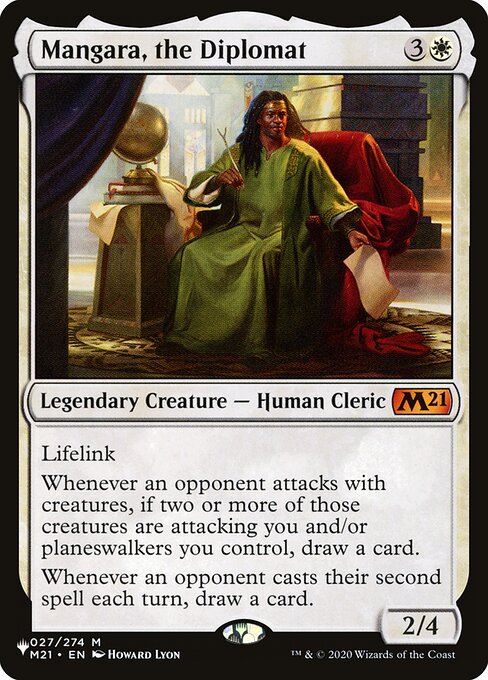 Mangara, the Diplomat 3
Legendary Creature — Human Cleric M21
Lifelink
Whenever an opponent attacks with
creatures, if two or more of those
creatures are attacking you and/or
planeswalkers you control, draw a card.
Whenever an opponent casts their second
spell each turn, draw a card.
2/4
027/274 M
M21 • EN Howard Lyon
™ & © 2020 Wizards of the Coast